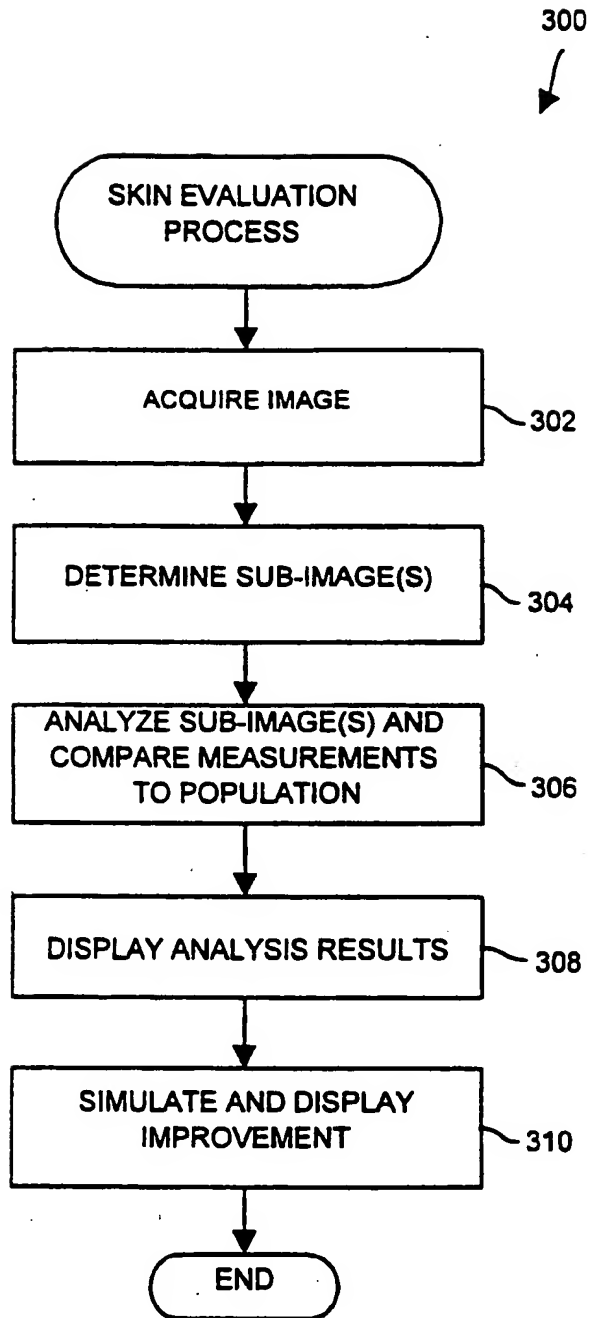 300
SKIN EVALUATION
PROCESS
ACQUIRE IMAGE
302
DETERMINE SUB-IMAGE(S)
304
ANALYZE SUB-IMAGE(S) AND
COMPARE MEASUREMENTS
TO POPULATION
306
DISPLAY ANALYSIS RESULTS
308
SIMULATE AND DISPLAY
IMPROVEMENT
310
END